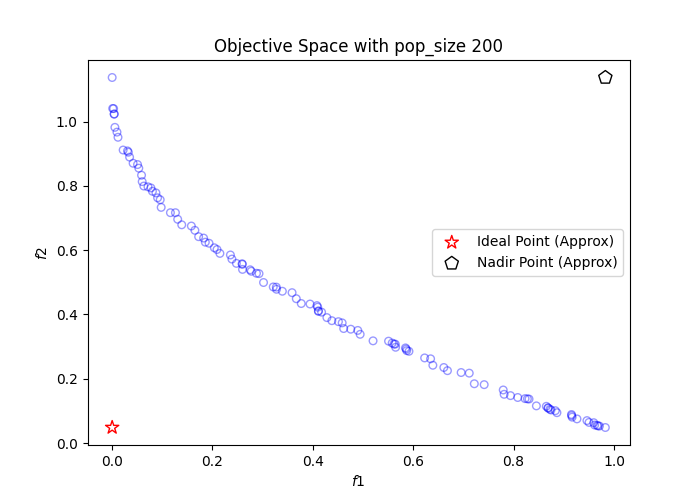 Objective Space with pop_size 200
1.0
0.8
0.6
0.4
0.2
0.0
f2
Ideal Point (Approx)
Nadir Point (Approx)
0.0 0.2 0.4 0.6 0.8 1.0
f1